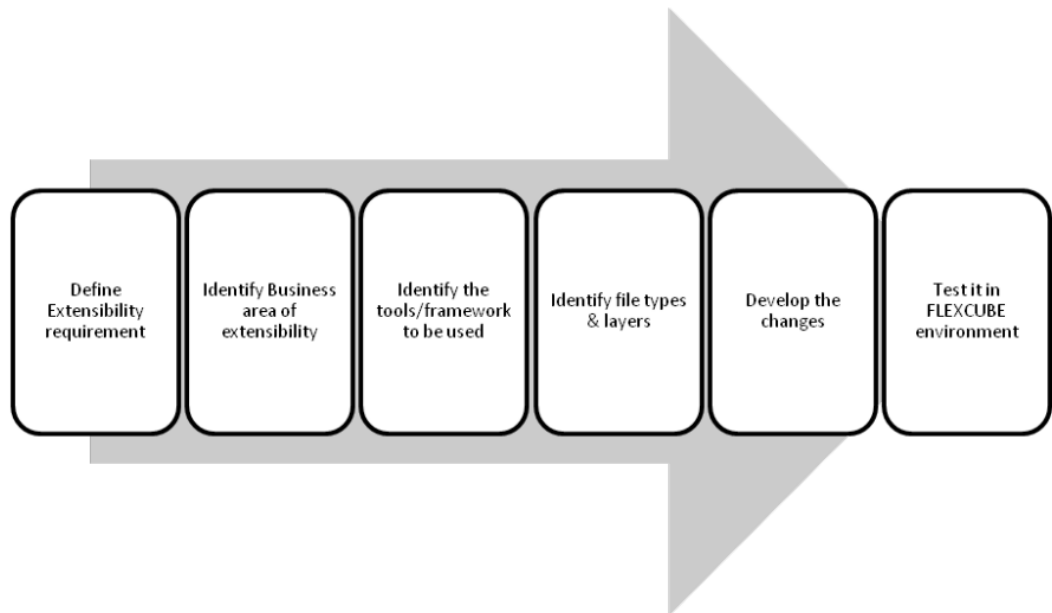 Define
Extensibility
requirement
Identify Business
area of
extensibility
Identify the
tools/framework
to be used
Identify file types
& layers
Develop the
changes
Test it in
FLEXCUBE
environment